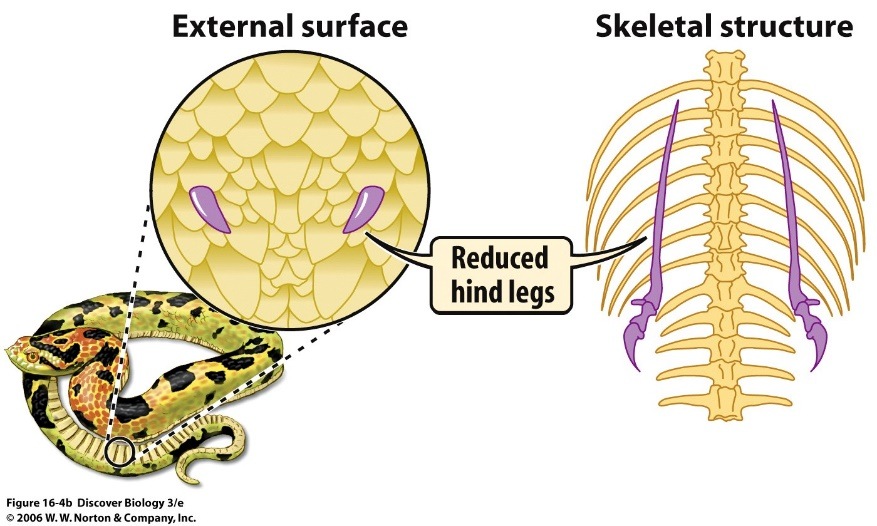 External surface
Skeletal structure
Reduced
hind legs
Figure 16-4b Discover Biology 3/e
© 2006 W. W. Norton & Company, Inc.